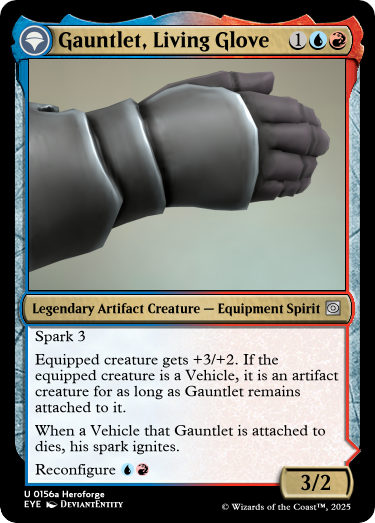 Gauntlet, Living Glove 1
Legendary Artifact Creature — Equipment Spirit
Spark 3
Equipped creature gets +3/+2. If the
equipped creature is a Vehicle, it is an artifact
creature for as long as Gauntlet remains
attached to it.
When a Vehicle that Gauntlet is attached to
dies, his spark ignites.
Reconfigure
3/2
U 0156a Heroforge
EYE DeviantEntity
© Wizards of the Coast™, 2025